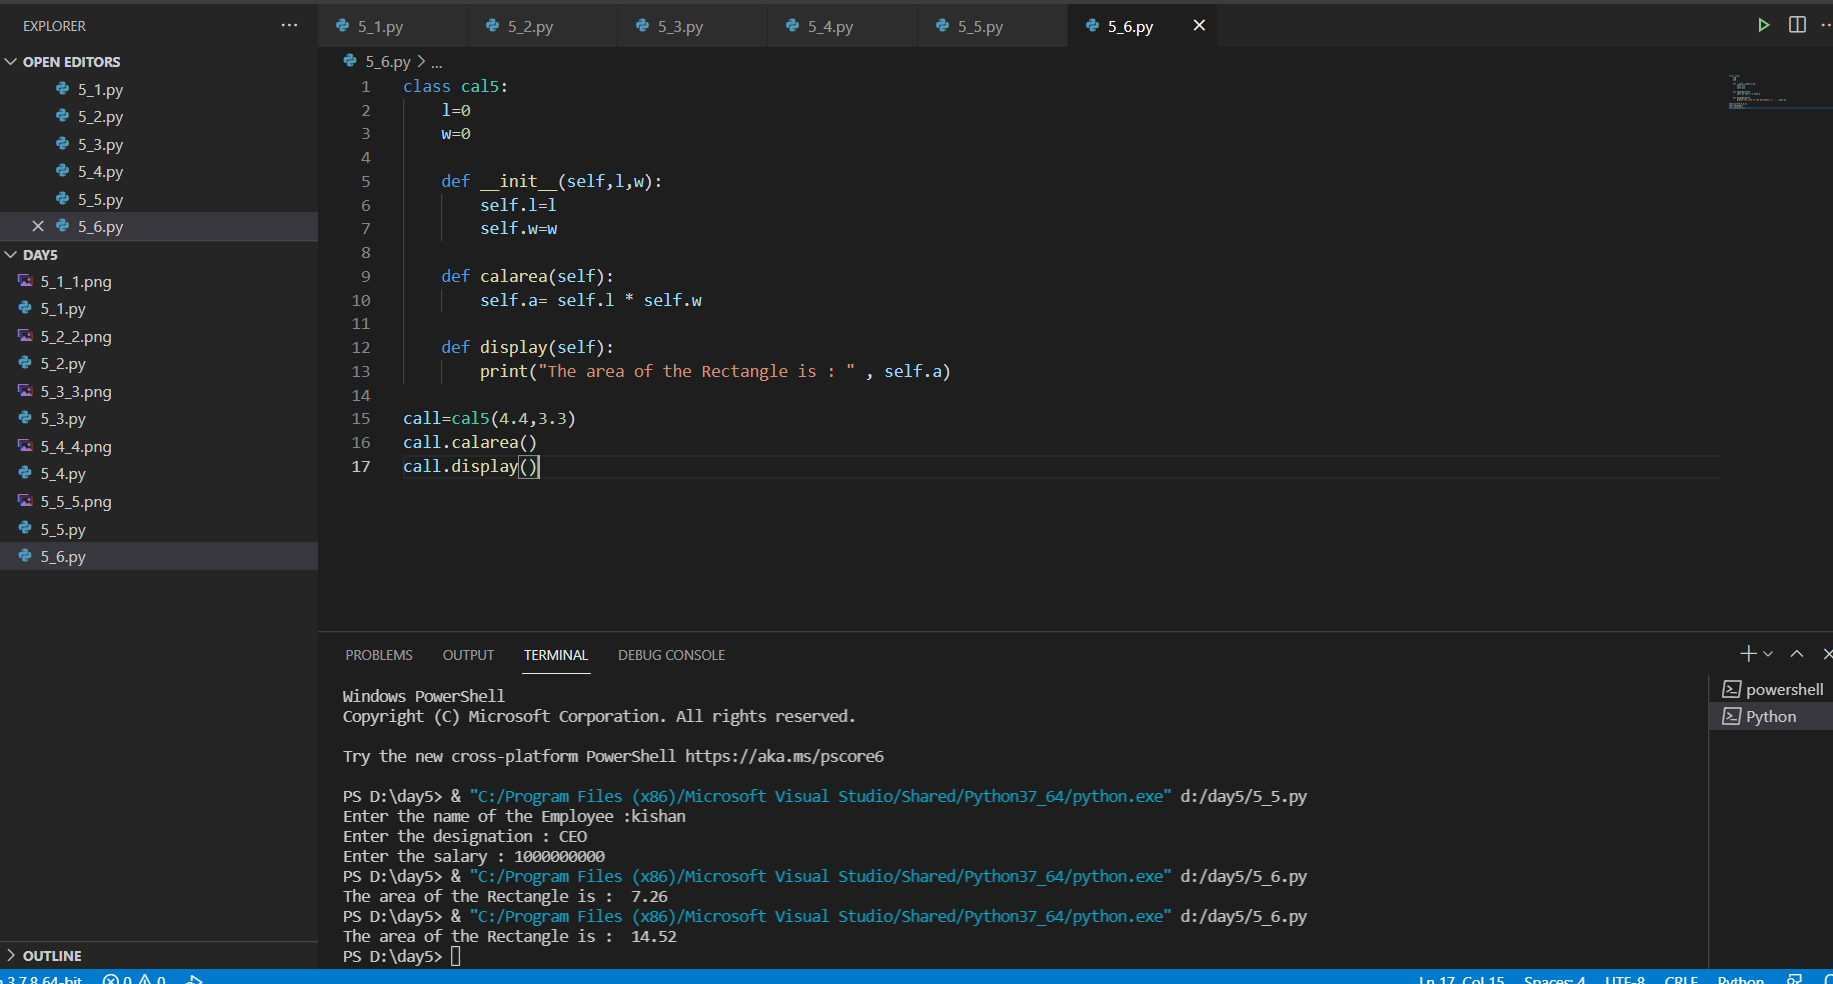 EXPLORER
OPEN EDITORS
5_1.py
5_2.py
5_3.py
5_4.py
5_5.py
5_6.py
DAY5
5_1_1.png
5_1.py
5_2_2.png
5_2.py
5_3_3.png
5_3.py
5_4_4.png
5_4.py
5_5_5.png
5_5.py
5_6.py
OUTLINE
5_1.py 5_2.py 5_3.py 5_4.py 5_5.py 5_6.py
5_6.py > ...
1 class cal5:
2     l=0
3     w=0
4
5     def __init__(self,l,w):
6         self.l=l
7         self.w=w
8
9     def calarea(self):
10         self.a= self.l * self.w
11
12     def display(self):
13         print("The area of the Rectangle is : " , self.a)
14
15 call=cal5(4.4,3.3)
16 call.calarea()
17 call.display()
PROBLEMS OUTPUT TERMINAL DEBUG CONSOLE
powershell
Python
Windows PowerShell
Copyright (C) Microsoft Corporation. All rights reserved.
Try the new cross-platform PowerShell https://aka.ms/pscore6
PS D:\day5> & "C:/Program Files (x86)/Microsoft Visual Studio/Shared/Python37_64/python.exe" d:/day5/5_5.py
Enter the name of the Employee :kishan
Enter the designation : CEO
Enter the salary : 1000000000
PS D:\day5> & "C:/Program Files (x86)/Microsoft Visual Studio/Shared/Python37_64/python.exe" d:/day5/5_6.py
The area of the Rectangle is :  7.26
PS D:\day5> & "C:/Program Files (x86)/Microsoft Visual Studio/Shared/Python37_64/python.exe" d:/day5/5_6.py
The area of the Rectangle is :  14.52
PS D:\day5>
3.7.8 64-bit 0 0 Ln 17, Col 15 Spaces: 4 UTF-8 CRLF Python